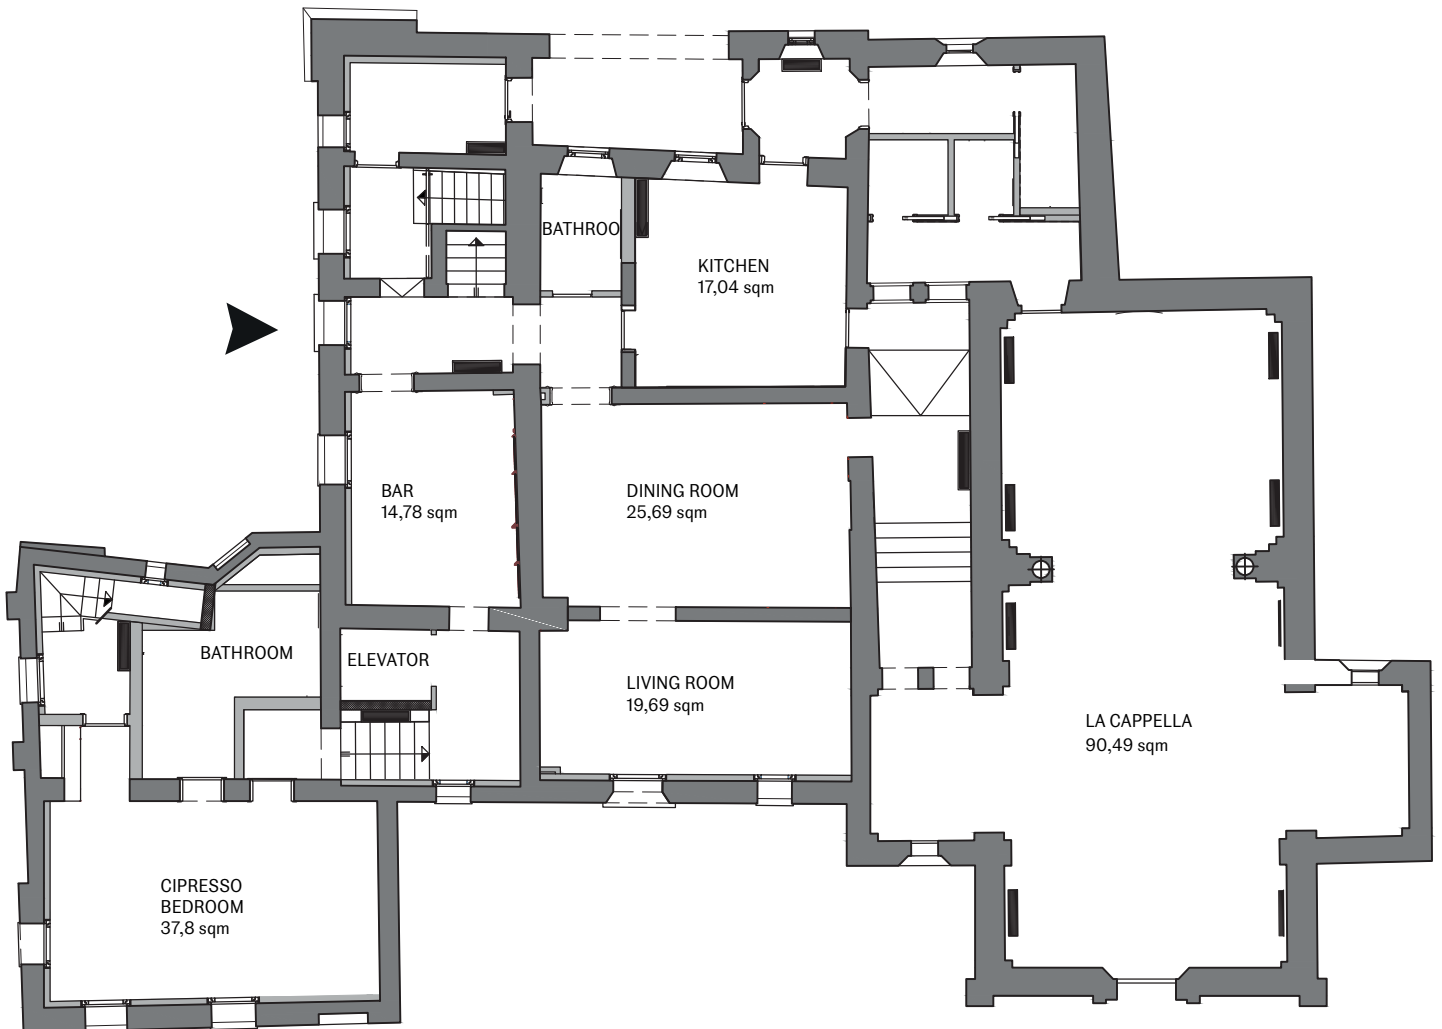 BATHROO
KITCHEN
17,04 sqm
BAR
14,78 sqm
DINING ROOM
25,69 sqm
BATHROOM
ELEVATOR
LIVING ROOM
19,69 sqm
LA CAPPELLA
90,49 sqm
CIPRESSO
BEDROOM
37,8 sqm